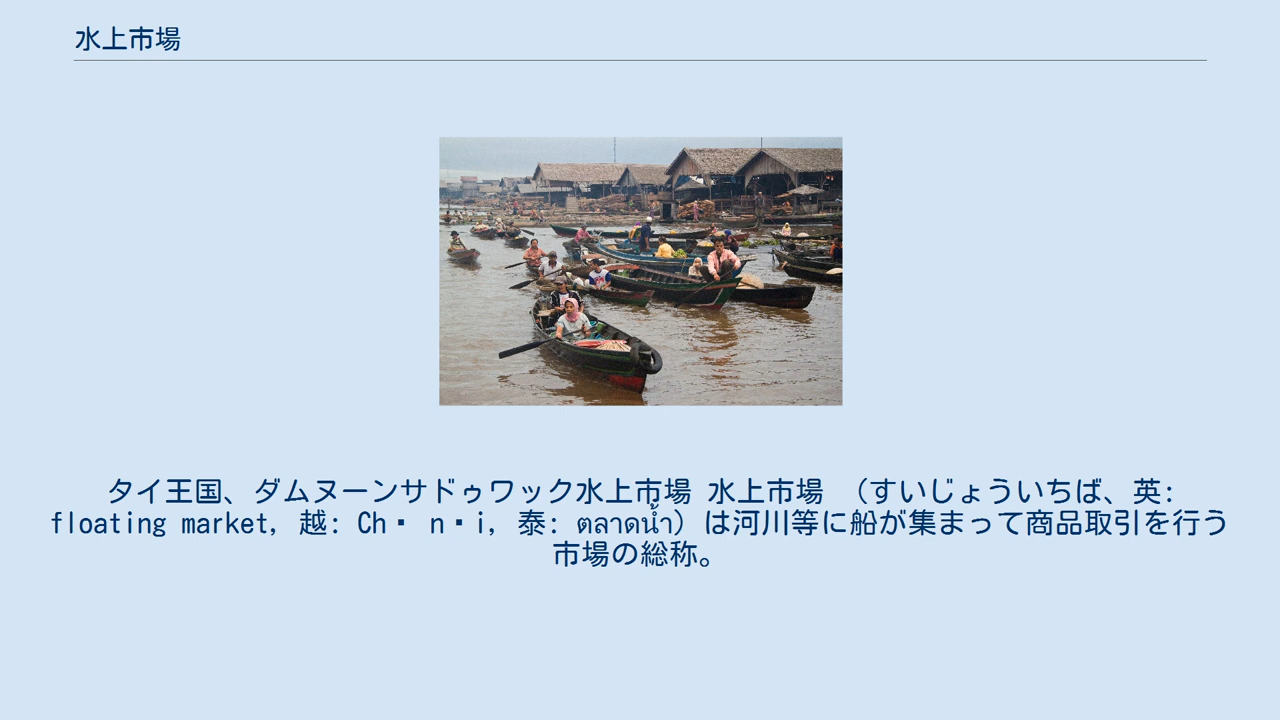 水上市場
タイ王国、ダムヌーンサドゥワック水上市場 水上市場 （すいじょういちば、英:
floating market, 越: Ch▪ n▪i, 泰: ตลาดน้ำ）は河川等に船が集まって商品取引を行う
市場の総称。